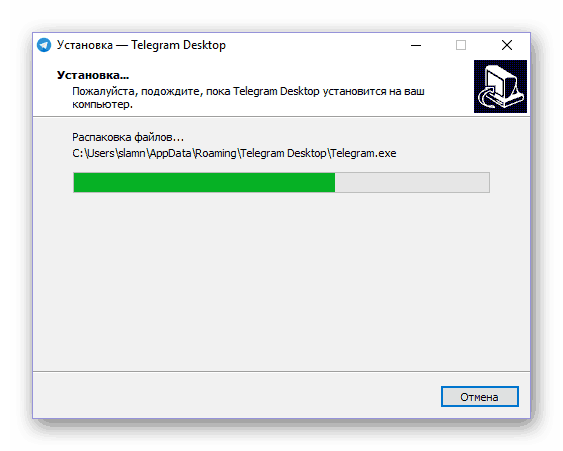 Установка — Telegram Desktop
Установка...
Пожалуйста, подождите, пока Telegram Desktop установится на ваш
компьютер.
Распаковка файлов...
C:\Users\slamn\AppData\Roaming\Telegram Desktop\Telegram.exe
Отмена